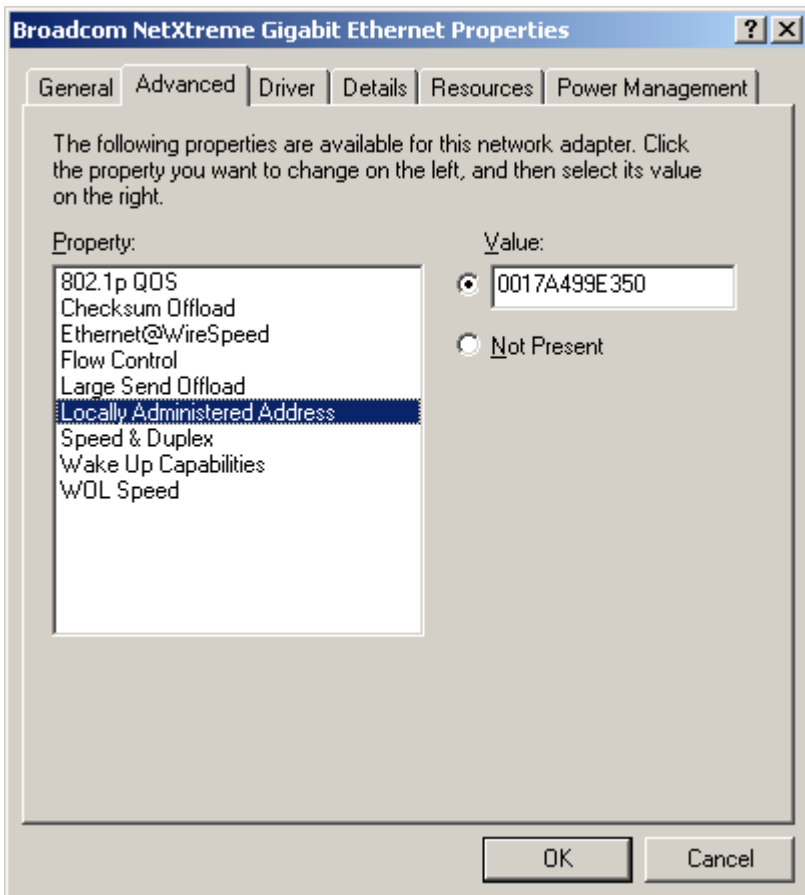 Broadcom NetXtreme Gigabit Ethernet Properties
General Advanced Driver Details Resources Power Management
The following properties are available for this network adapter. Click
the property you want to change on the left, and then select its value
on the right.
Property:
802.1p QOS
Checksum Offload
Ethernet@WireSpeed
Flow Control
Large Send Offload
Locally Administered Address
Speed & Duplex
Wake Up Capabilities
WOL Speed
Value:
0017A499E350
Not Present
OK Cancel